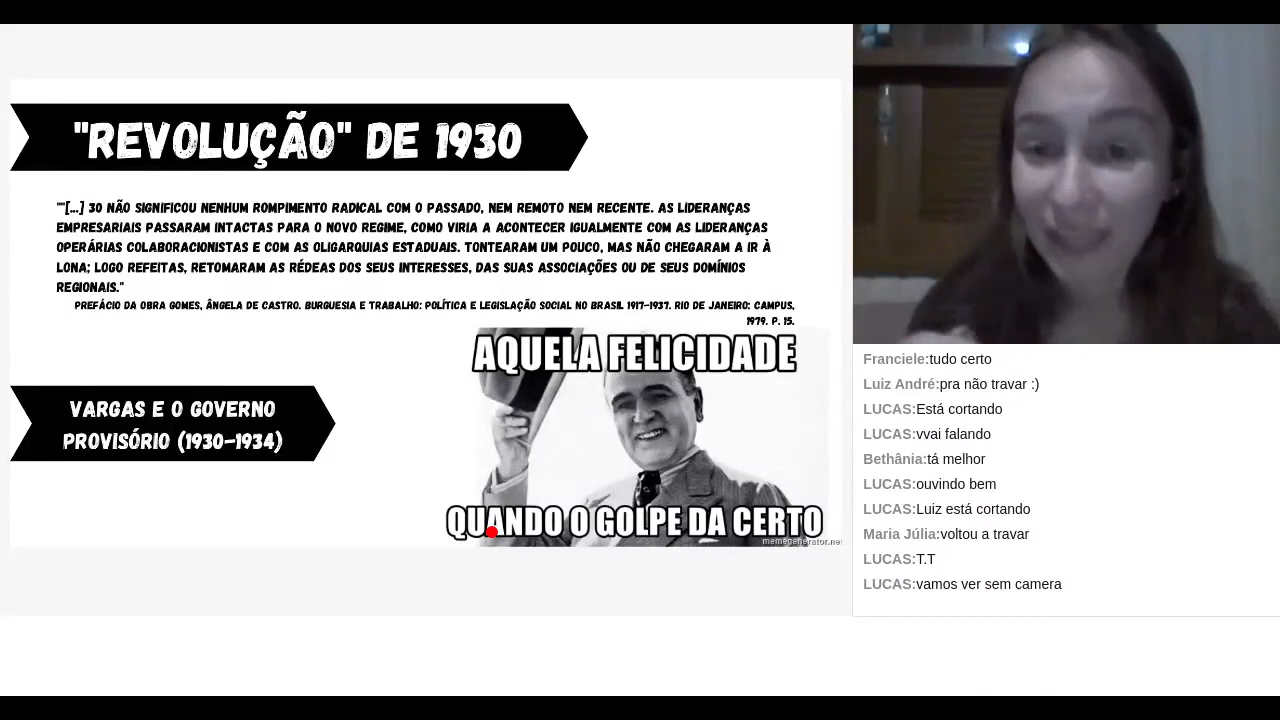 "REVOLUÇÃO" DE 1930
""[...] 30 NÃO SIGNIFICOU NENHUM ROMPIMENTO RADICAL COM O PASSADO, NEM REMOTO NEM RECENTE. AS LIDERANÇAS
EMPRESARIAIS PASSARAM INTACTAS PARA O NOVO REGIME, COMO VIRIA A ACONTECER IGUALMENTE COM AS LIDERANÇAS
OPERÁRIAS COLABORACIONISTAS E COM AS OLIGARQUIAS ESTADUAIS. TONTEARAM UM POUCO, MAS NÃO CHEGARAM A IR À
LONA; LOGO REFEITAS, RETOMARAM AS RÉDEAS DOS SEUS INTERESSES, DAS SUAS ASSOCIAÇÕES OU DE SEUS DOMÍNIOS
REGIONAIS."
PREFÁCIO DA OBRA GOMES, ÂNGELA DE CASTRO. BURGUESIA E TRABALHO: POLÍTICA E LEGISLAÇÃO SOCIAL NO BRASIL 1917-1937. RIO DE JANEIRO: CAMPUS,
1979. P. 15.
AQUELA FELICIDADE
QUANDO O GOLPE DA CERTO
memegenerator.ne
VARGAS E O GOVERNO
PROVISÓRIO (1930-1934)
Franciele:tudo certo
Luiz André:pra não travar :)
LUCAS:Está cortando
LUCAS:vvai falando
Bethânia:tá melhor
LUCAS:ouvindo bem
LUCAS:Luiz está cortando
Maria Júlia:voltou a travar
LUCAS:T.T
LUCAS:vamos ver sem camera